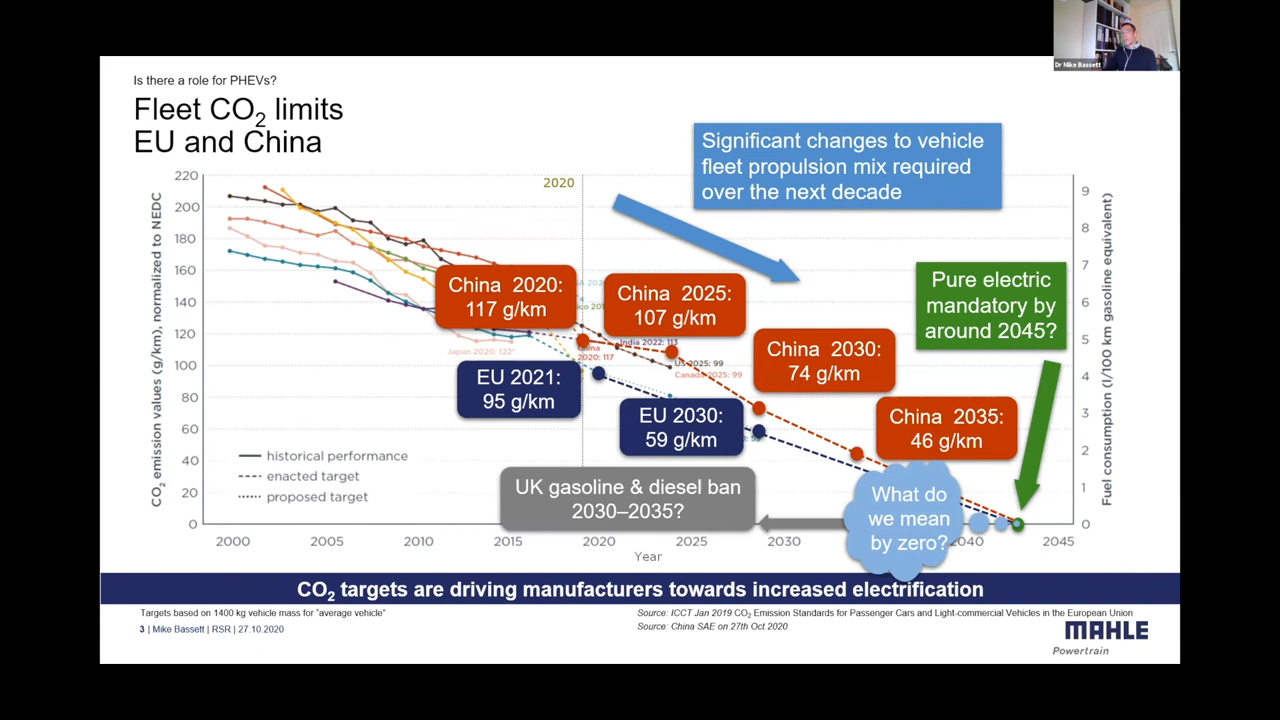 Dr Mike Bassett
Is there a role for PHEVs?
Fleet CO2 limits
EU and China
Significant changes to vehicle
fleet propulsion mix required
over the next decade
Pure electric
mandatory by
around 2045?
2020
CO2 emission values (g/km), normalized to NEDC
220
200
180
160
140
120
100
80
60
40
20
0
China 2020:
117 g/km
China 2025:
107 g/km
China 2030:
74 g/km
China 2035:
46 g/km
EU 2021:
95 g/km
EU 2030:
59 g/km
Japan 2020: 122
China
2020: 117
India 2022: 113
US 2025: 99
Canada 2025: 99
historical performance
enacted target
proposed target
UK gasoline & diesel ban
2030–2035?
What do
we mean
by zero?
9
8
7
6
5
4
3
2
1
0
Fuel consumption (l/100 km gasoline equivalent)
2000
2005
2010
2015
2020
2025
2030
2040
2045
Year
CO2 targets are driving manufacturers towards increased electrification
Targets based on 1400 kg vehicle mass for "average vehicle"
Source: ICCT Jan 2019 CO2 Emission Standards for Passenger Cars and Light-commercial Vehicles in the European Union
Source: China SAE on 27th Oct 2020
3 | Mike Bassett | RSR | 27.10.2020
MAHLE
Powertrain